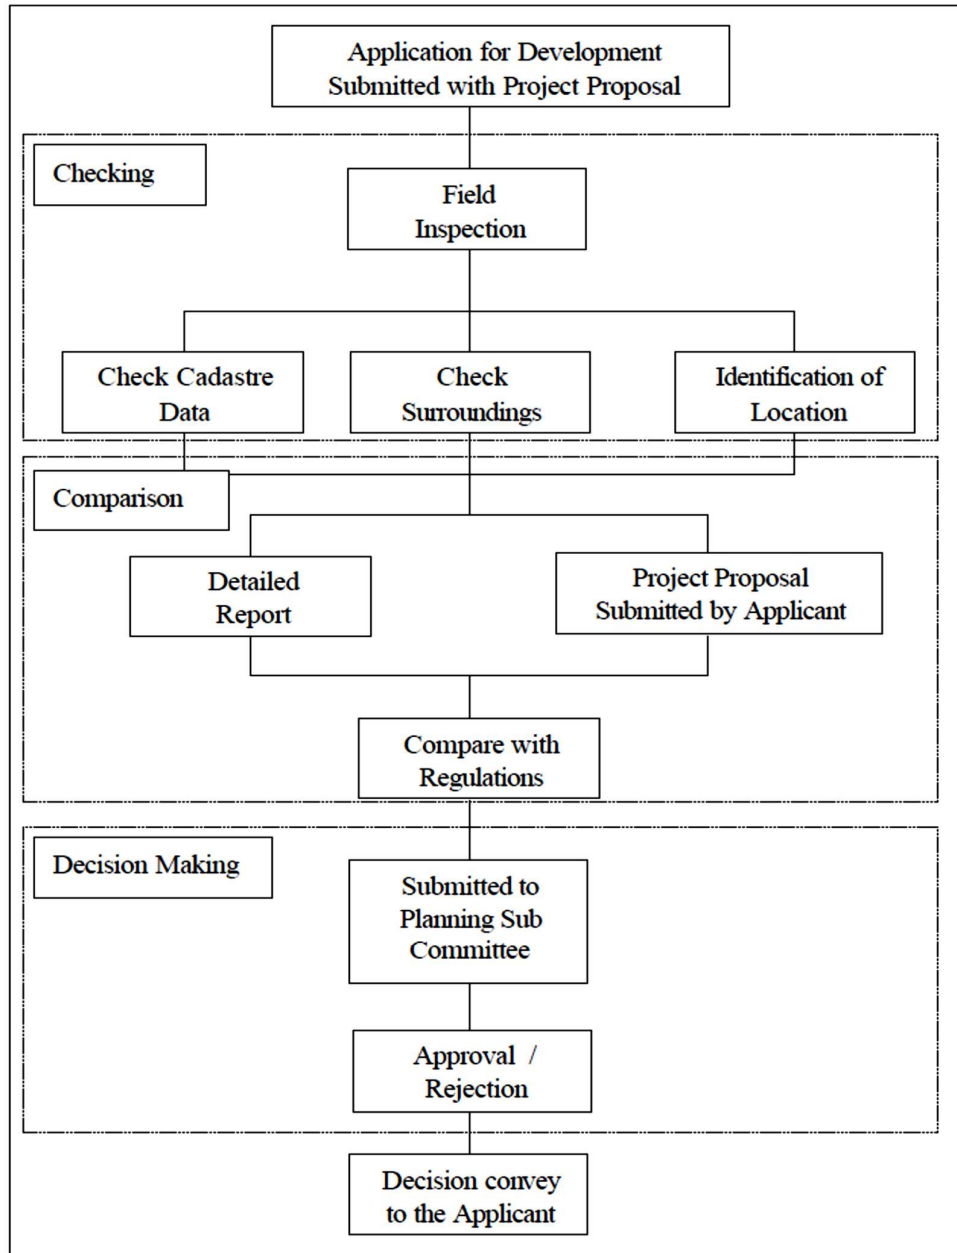 Application for Development
Submitted with Project Proposal
Checking
Field
Inspection
Check Cadastre
Data
Check
Surroundings
Identification of
Location
Comparison
Detailed
Report
Project Proposal
Submitted by Applicant
Compare with
Regulations
Decision Making
Submitted to
Planning Sub
Committee
Approval /
Rejection
Decision convey
to the Applicant